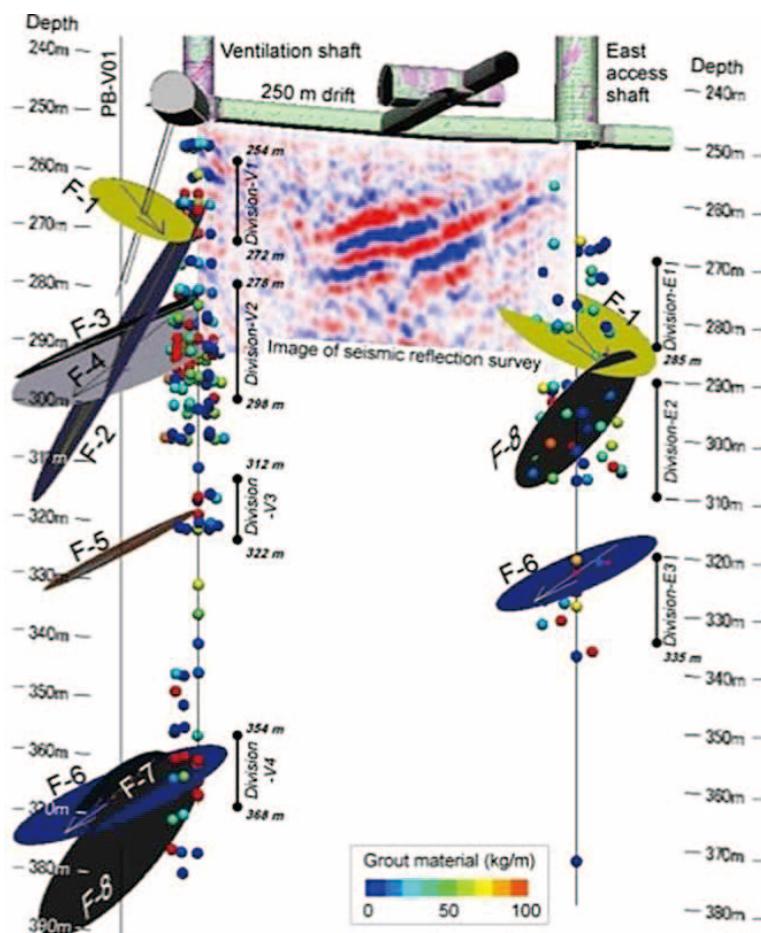 Depth
240m
250m
260m
270m
280m
290m
300m
310m
320m
330m
340m
350m
360m
370m
380m
390m
PB-V01
Ventilation shaft
250 m drift
East
access
shaft
Depth
240m
250m
260m
270m
280m
290m
300m
310m
320m
330m
340m
350m
360m
370m
380m
254 m
Division-V1
272 m
278 m
Division-V2
298 m
312 m
Division
-V3
322 m
354 m
Division
-V4
368 m
F-1
F-3
F-4
F-2
F-5
F-6
F-7
F-8
Image of seismic reflection survey
F-1
Division-E1
285 m
F-8
Division-E2
F-6
Division-E3
335 m
Grout material (kg/m)
0
50
100